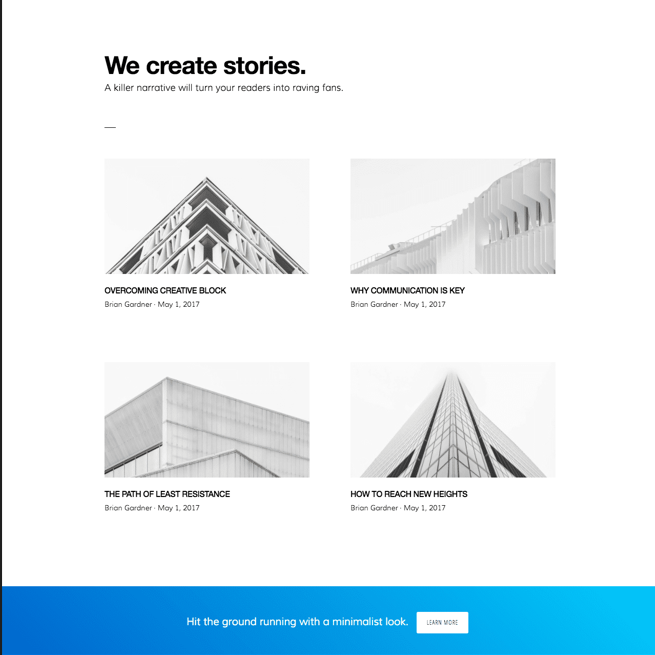 We create stories.
A killer narrative will turn your readers into raving fans.
OVERCOMING CREATIVE BLOCK
Brian Gardner · May 1, 2017
WHY COMMUNICATION IS KEY
Brian Gardner · May 1, 2017
THE PATH OF LEAST RESISTANCE
Brian Gardner · May 1, 2017
HOW TO REACH NEW HEIGHTS
Brian Gardner · May 1, 2017
Hit the ground running with a minimalist look.
LEARN MORE